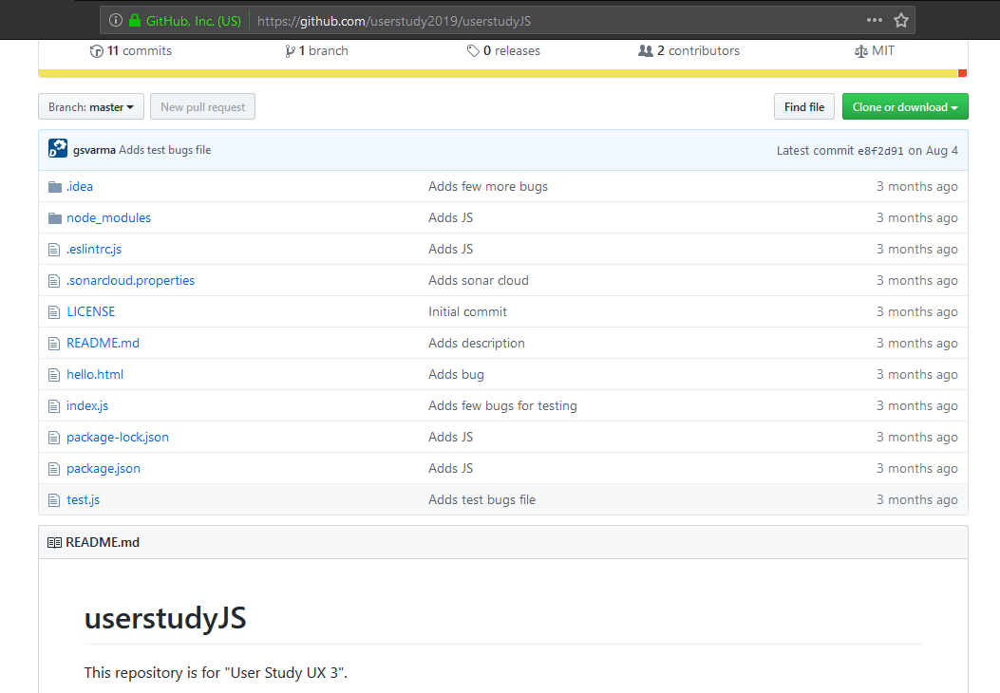 GitHub, Inc. (US) https://github.com/userstudy2019/userstudyJS
11 commits 1 branch 0 releases 2 contributors MIT
Branch: master New pull request Find file Clone or download
gsvarma Adds test bugs file Latest commit e8f2d91 on Aug 4
.idea Adds few more bugs 3 months ago
node_modules Adds JS 3 months ago
.eslintrc.js Adds JS 3 months ago
.sonarcloud.properties Adds sonar cloud 3 months ago
LICENSE Initial commit 3 months ago
README.md Adds description 3 months ago
hello.html Adds bug 3 months ago
index.js Adds few bugs for testing 3 months ago
package-lock.json Adds JS 3 months ago
package.json Adds JS 3 months ago
test.js Adds test bugs file 3 months ago
README.md
userstudyJS
This repository is for "User Study UX 3".